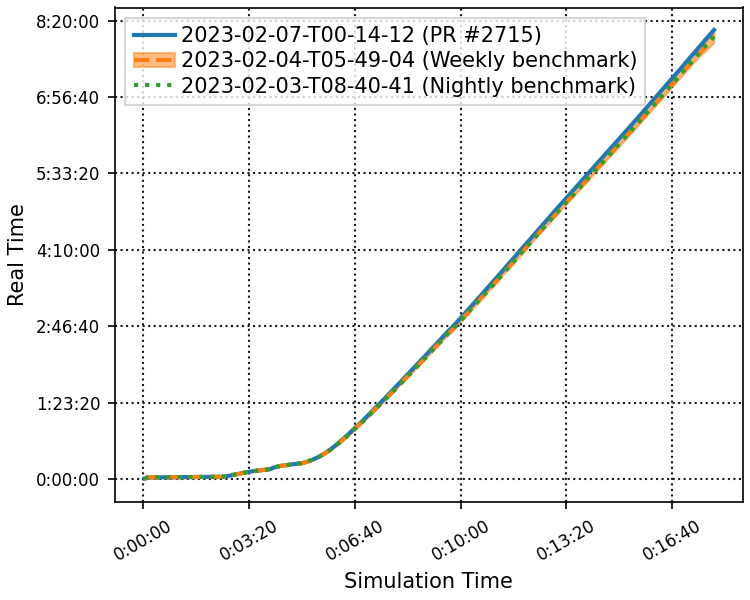 2023-02-07-T00-14-12 (PR #2715)
2023-02-04-T05-49-04 (Weekly benchmark)
2023-02-03-T08-40-41 (Nightly benchmark)
Real Time
8:20:00
6:56:40
5:33:20
4:10:00
2:46:40
1:23:20
0:00:00
0:00:00
0:03:20
0:06:40
0:10:00
0:13:20
0:16:40
Simulation Time